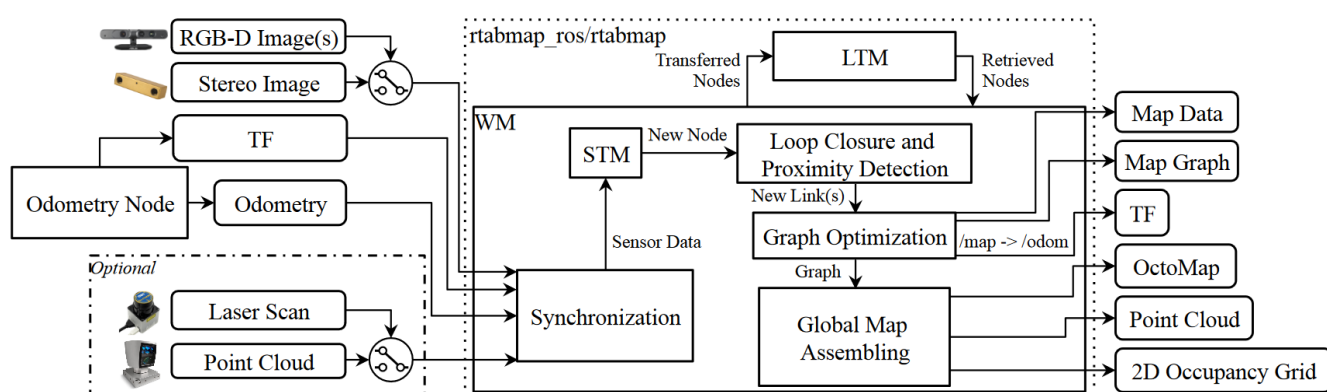 RGB-D Image(s)
Stereo Image
TF
Odometry Node
Odometry
Optional
Laser Scan
Point Cloud
rtabmap_ros/rtabmap
Transferred
Nodes
LTM
Retrieved
Nodes
WM
STM
New Node
Loop Closure and
Proximity Detection
New Link(s)
Sensor Data
Graph Optimization
/map -> /odom
Graph
Synchronization
Global Map
Assembling
Map Data
Map Graph
TF
OctoMap
Point Cloud
2D Occupancy Grid